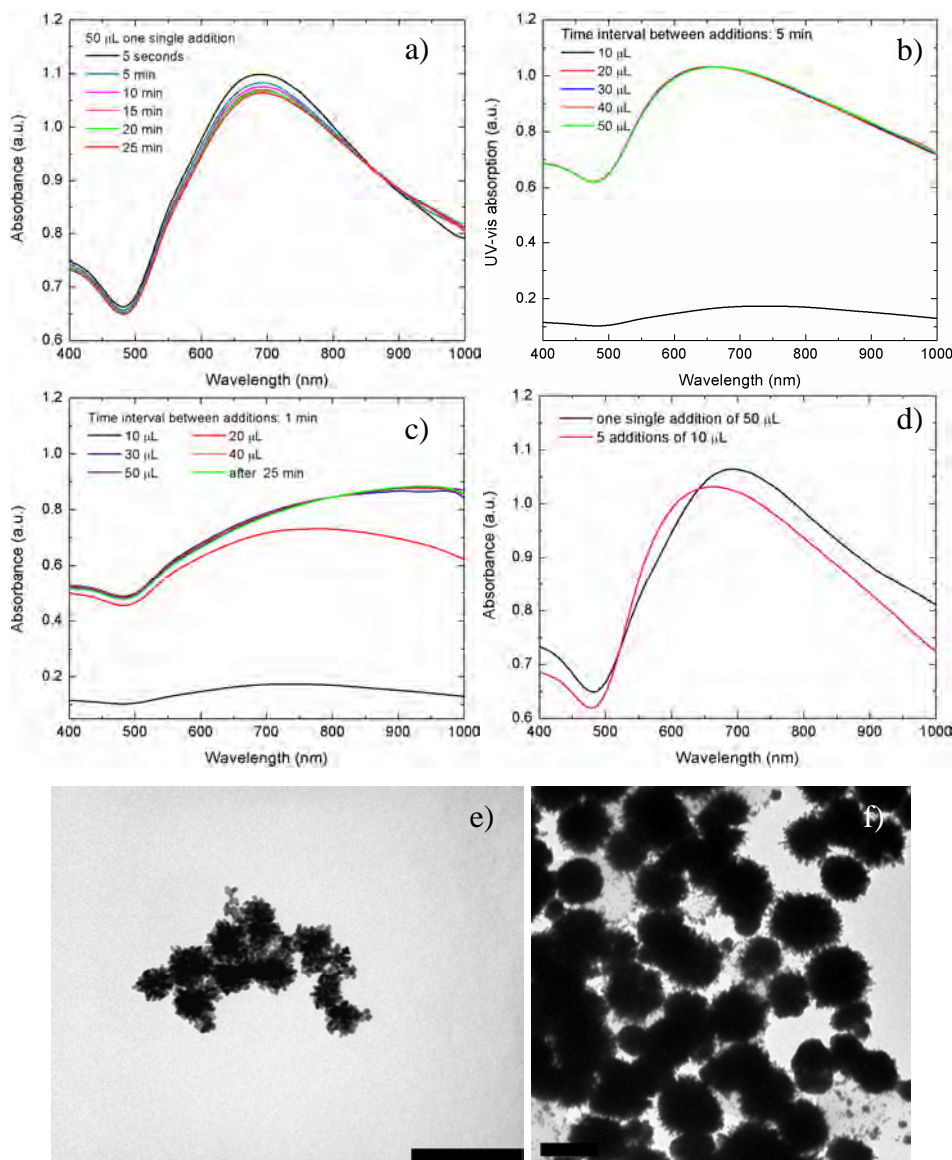 a)
50 µL one single addition
5 seconds
5 min
10 min
15 min
20 min
25 min
Absorbance (a.u.)
1.2
1.1
1.0
0.9
0.8
0.7
0.6
400 500 600 700 800 900 1000
Wavelength (nm)
b)
Time interval between additions: 5 min
10 µL
20 µL
30 µL
40 µL
50 µL
UV-vis absorption (a.u.)
1.2
1.0
0.8
0.6
0.4
0.2
400 500 600 700 800 900 1000
Wavelength (nm)
c)
Time interval between additions: 1 min
10 µL 20 µL
30 µL 40 µL
50 µL after 25 min
Absorbance (a.u.)
1.2
1.0
0.8
0.6
0.4
0.2
400 500 600 700 800 900 1000
Wavelength (nm)
d)
one single addition of 50 µL
5 additions of 10 µL
Absorbance (a.u.)
1.2
1.1
1.0
0.9
0.8
0.7
0.6
400 500 600 700 800 900 1000
Wavelength (nm)
e)
f)